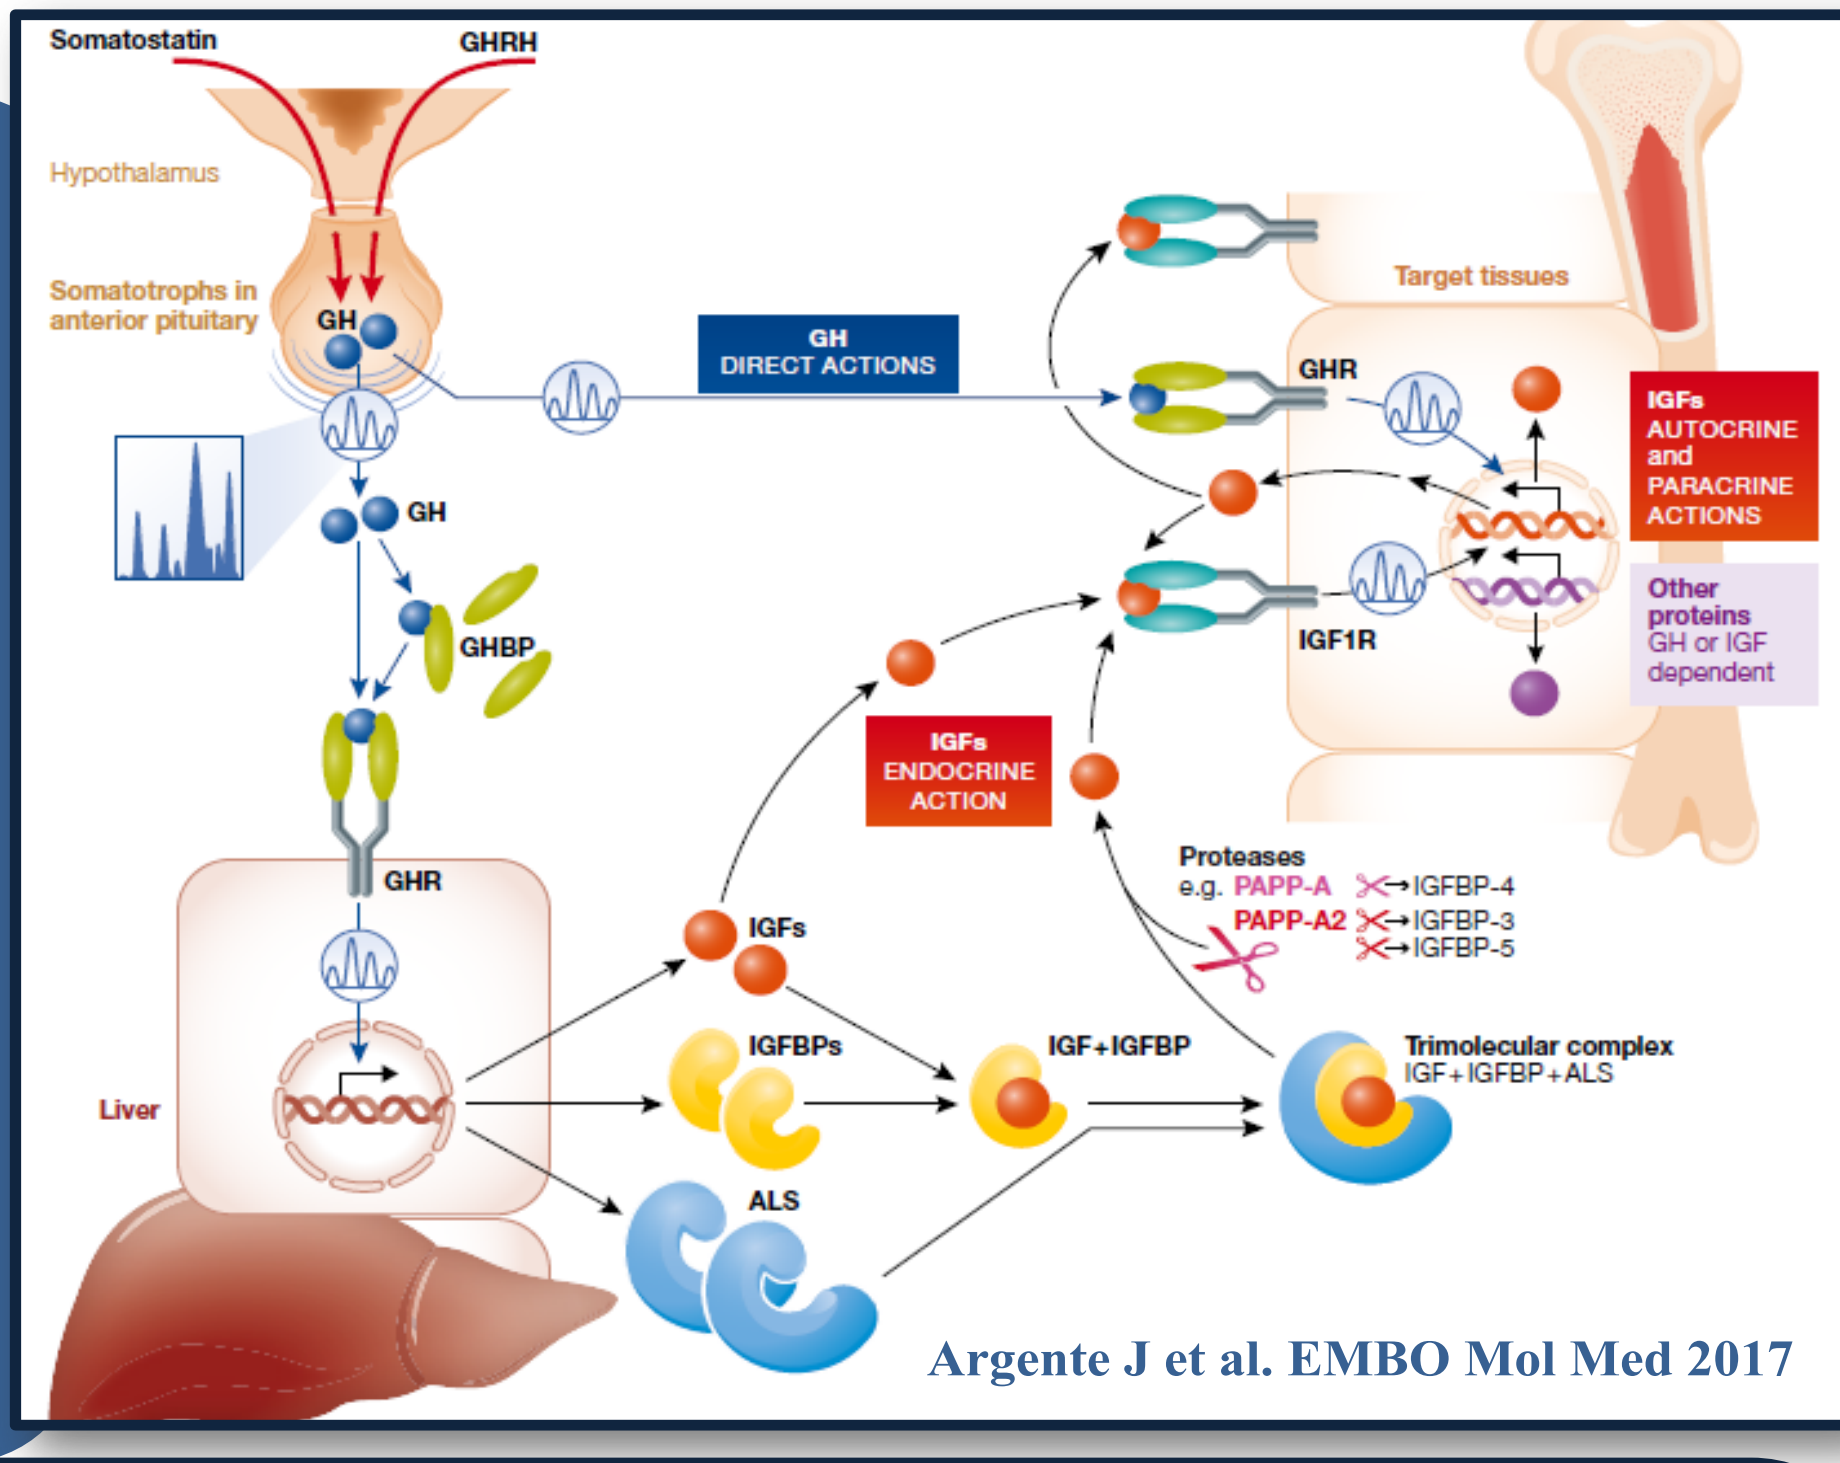 Somatostatin
GHRH
Hypothalamus
Somatotrophs in
anterior pituitary
GH
GH
DIRECT ACTIONS
GH
GHBP
GHR
Liver
IGFs
IGFBPs
ALS
IGF+IGFBP
Trimolecular complex
IGF+IGFBP+ALS
IGFs
ENDOCRINE
ACTION
Proteases
e.g. PAPP-A → IGFBP-4
PAPP-A2 → IGFBP-3
→ IGFBP-5
Target tissues
GHR
IGF1R
IGFs
AUTOCRINE
and
PARACRINE
ACTIONS
Other
proteins
GH or IGF
dependent
Argente J et al. EMBO Mol Med 2017